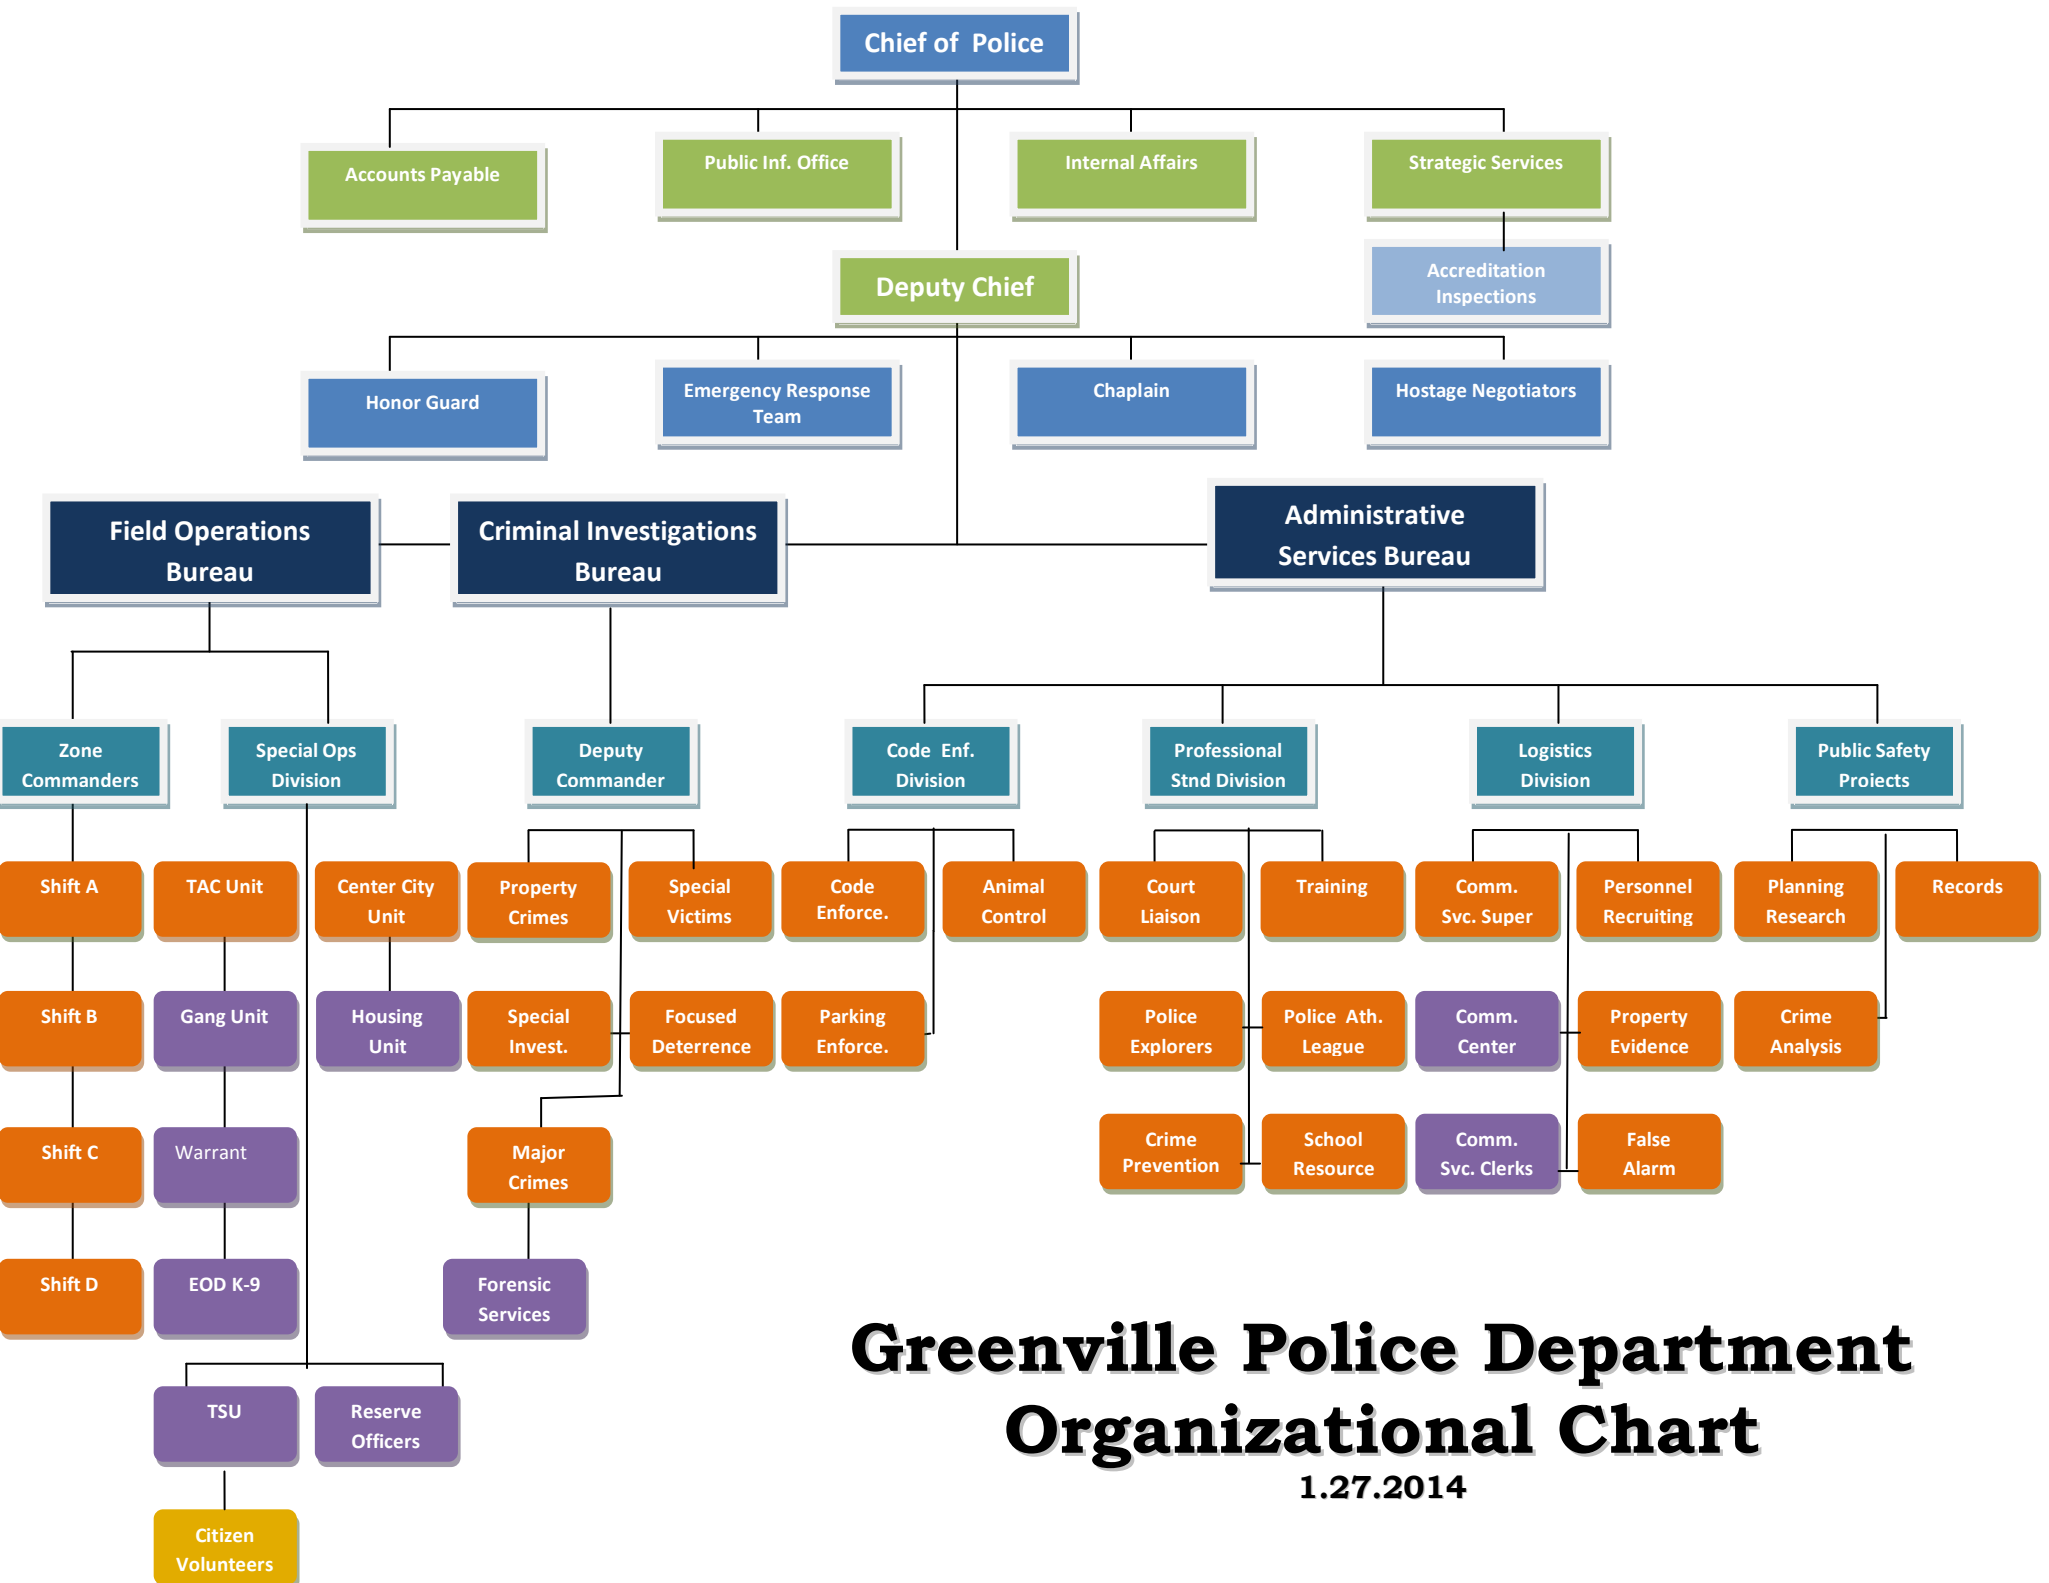 Chief of Police
Accounts Payable
Public Inf. Office
Internal Affairs
Strategic Services
Accreditation
Inspections
Deputy Chief
Honor Guard
Emergency Response
Team
Chaplain
Hostage Negotiators
Field Operations
Bureau
Criminal Investigations
Bureau
Administrative
Services Bureau
Zone
Commanders
Special Ops
Division
Deputy
Commander
Code Enf.
Division
Professional
Stnd Division
Logistics
Division
Public Safety
Projects
Shift A
TAC Unit
Center City
Unit
Property
Crimes
Special
Victims
Code
Enforce.
Animal
Control
Court
Liaison
Training
Comm.
Svc. Super
Personnel
Recruiting
Planning
Research
Records
Shift B
Gang Unit
Housing
Unit
Special
Invest.
Focused
Deterrence
Parking
Enforce.
Police
Explorers
Police Ath.
League
Comm.
Center
Property
Evidence
Crime
Analysis
Shift C
Warrant
Major
Crimes
Crime
Prevention
School
Resource
Comm.
Svc. Clerks
False
Alarm
Shift D
EOD K-9
Forensic
Services
TSU
Reserve
Officers
Citizen
Volunteers
Greenville Police Department
Organizational Chart
1.27.2014